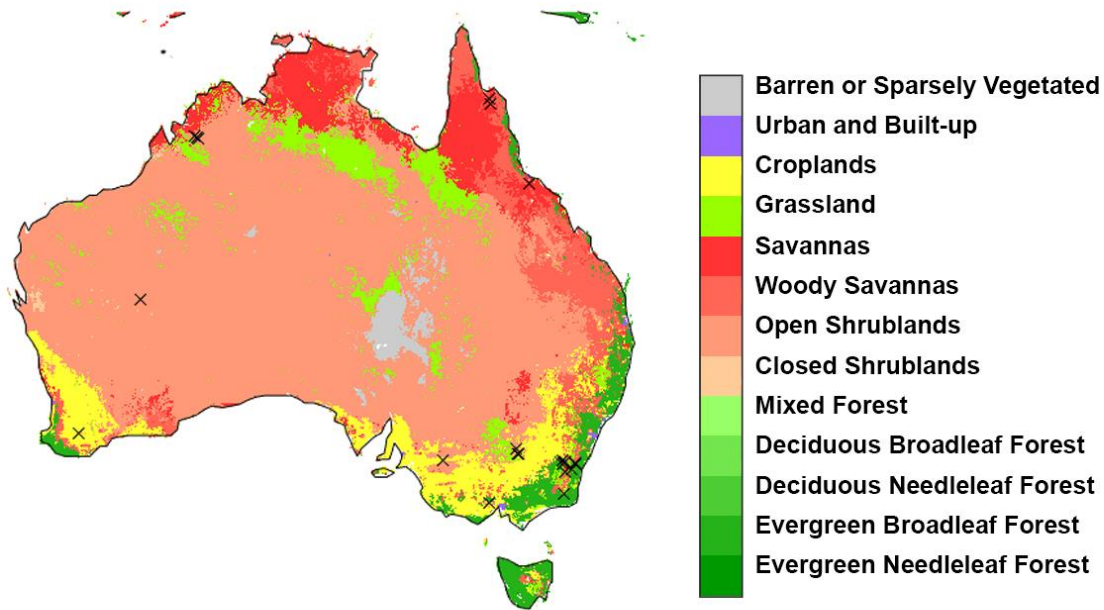 Barren or Sparsely Vegetated
Urban and Built-up
Croplands
Grassland
Savannas
Woody Savannas
Open Shrublands
Closed Shrublands
Mixed Forest
Deciduous Broadleaf Forest
Deciduous Needleleaf Forest
Evergreen Broadleaf Forest
Evergreen Needleleaf Forest